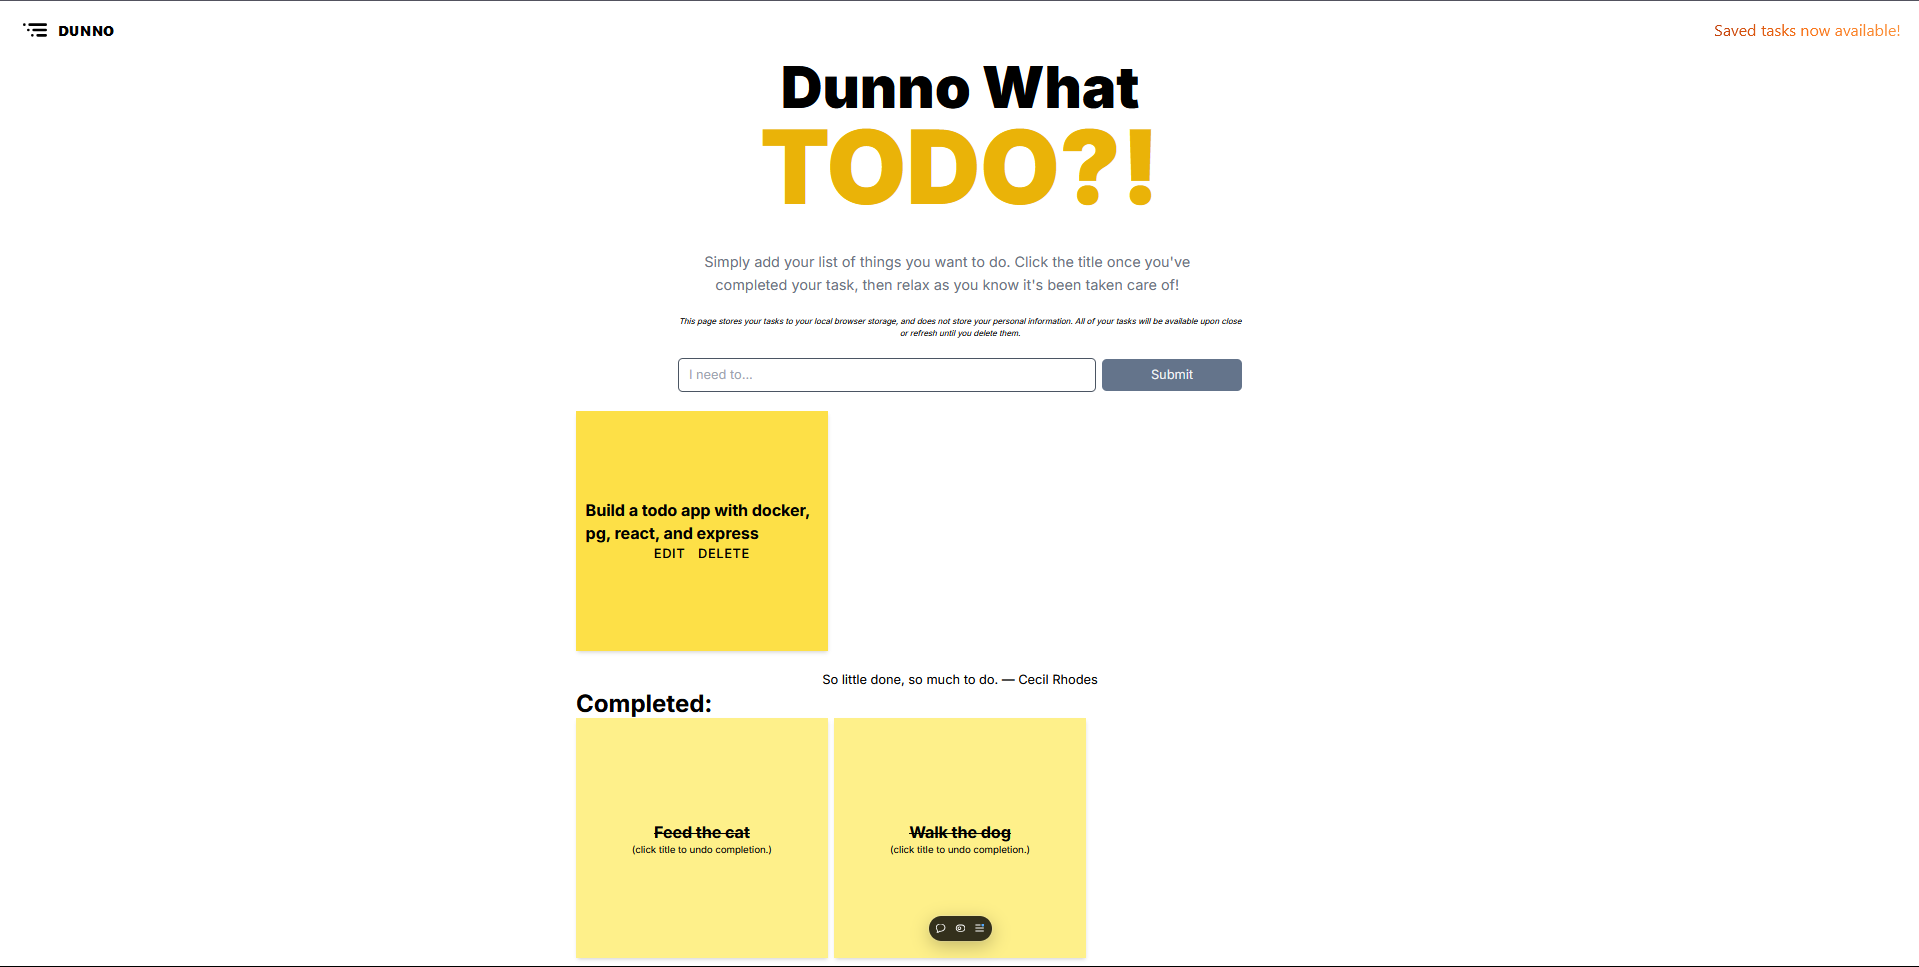 DUNNO
Saved tasks now available!
Dunno What
TODO?!
Simply add your list of things you want to do. Click the title once you've
completed your task, then relax as you know it's been taken care of!
This page stores your tasks to your local browser storage, and does not store your personal information. All of your tasks will be available upon close
or refresh until you delete them.
I need to...
Submit
Build a todo app with docker,
pg, react, and express
EDIT DELETE
So little done, so much to do. — Cecil Rhodes
Completed:
Feed the cat
(click title to undo completion.)
Walk the dog
(click title to undo completion.)